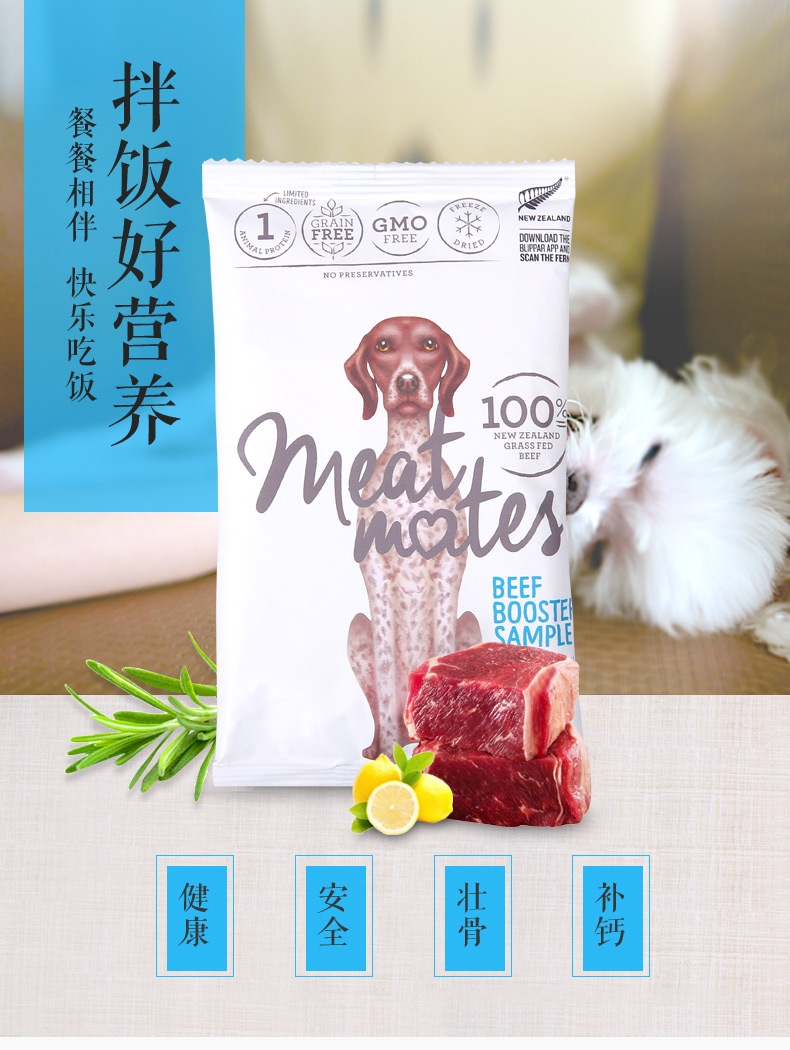 拌饭好营养
餐餐相伴 快乐吃饭
LIMITED
INGREDIENTS
1
ANIMAL PROTEIN
GRAIN
FREE
GMO
FREE
FREEZE
DRIED
NO PRESERVATIVES
NEW ZEALAND
DOWNLOAD THE
BLIPPAR APP AND
SCAN THE FERN
100%
NEW ZEALAND
GRASS FED
BEEF
Meat
mates
BEEF
BOOSTER
SAMPLE
健康
安全
壮骨
补钙